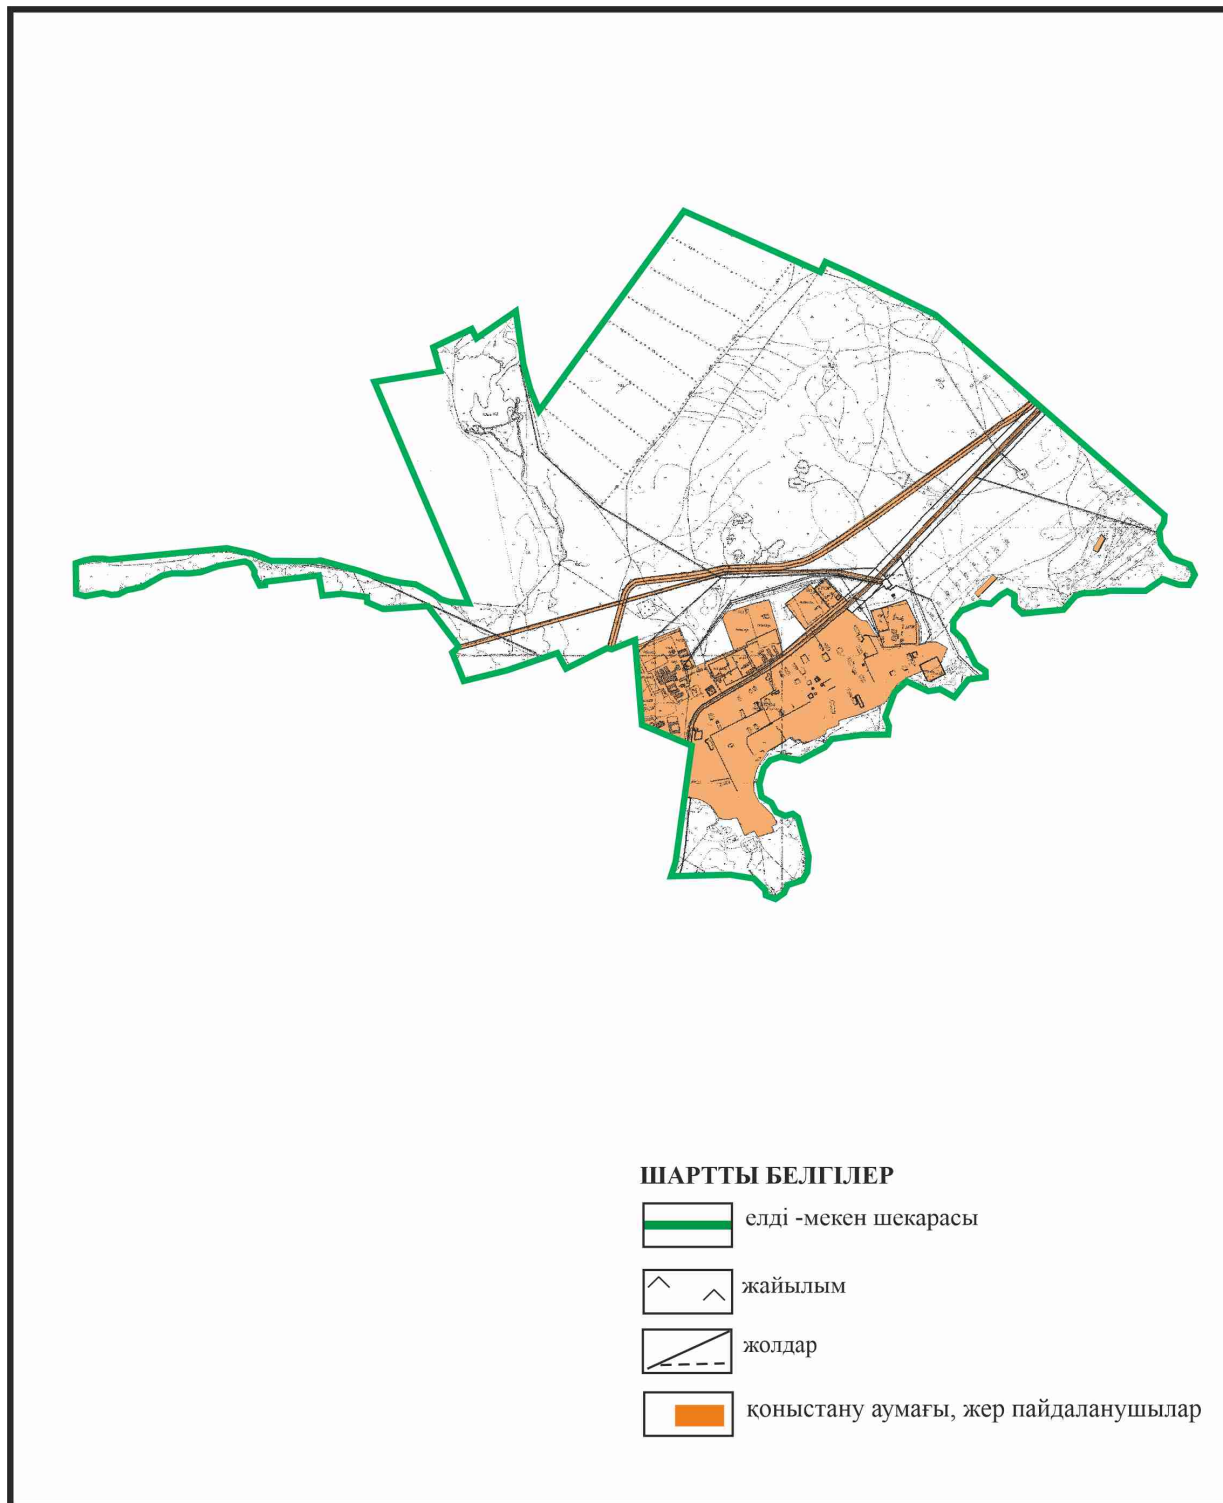 ШАРТТЫ БЕЛГІЛЕР
елді -мекен шекарасы
жайылым
жолдар
қоныстану аумағы, жер пайдаланушылар